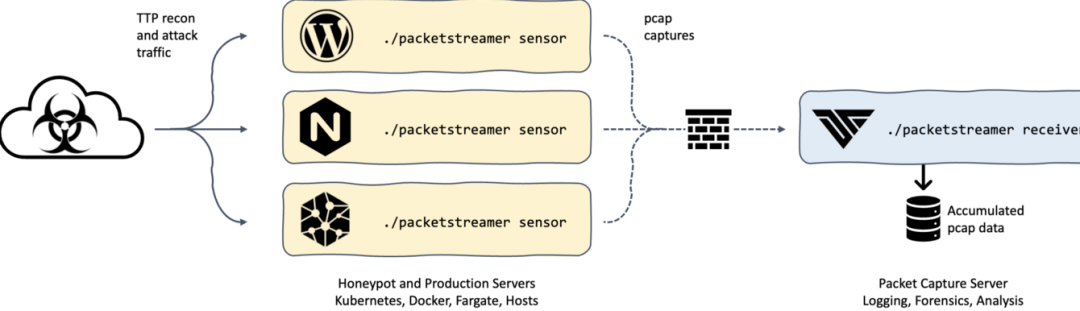 TTP recon
and attack
traffic
./packetstreamer sensor
./packetstreamer sensor
./packetstreamer sensor
Honeypot and Production Servers
Kubernetes, Docker, Fargate, Hosts
pcap
captures
./packetstreamer receiver
Accumulated
pcap data
Packet Capture Server
Logging, Forensics, Analysis